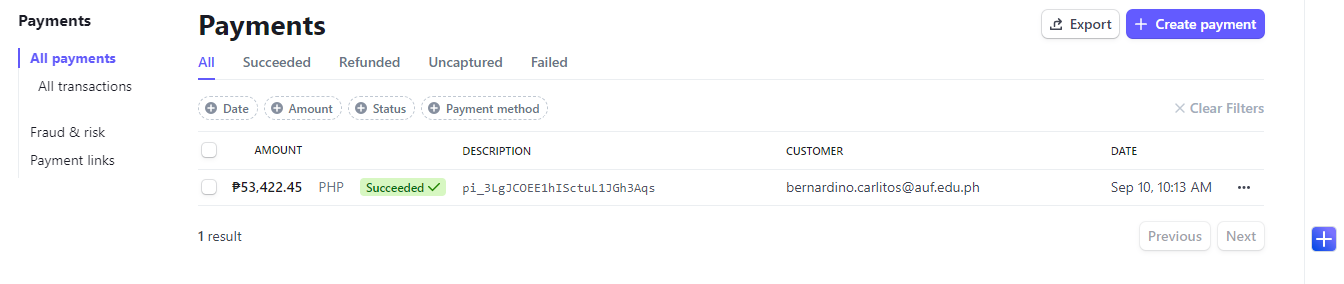 Payments
All payments
All transactions
Fraud & risk
Payment links
Payments
Export
Create payment
All Succeeded Refunded Uncaptured Failed
Date Amount Status Payment method Clear Filters
AMOUNT DESCRIPTION CUSTOMER DATE
₱53,422.45 PHP Succeeded pi_3LgJCOEE1hISctuL1JGh3Aqs bernardino.carlitos@auf.edu.ph Sep 10, 10:13 AM
1 result Previous Next